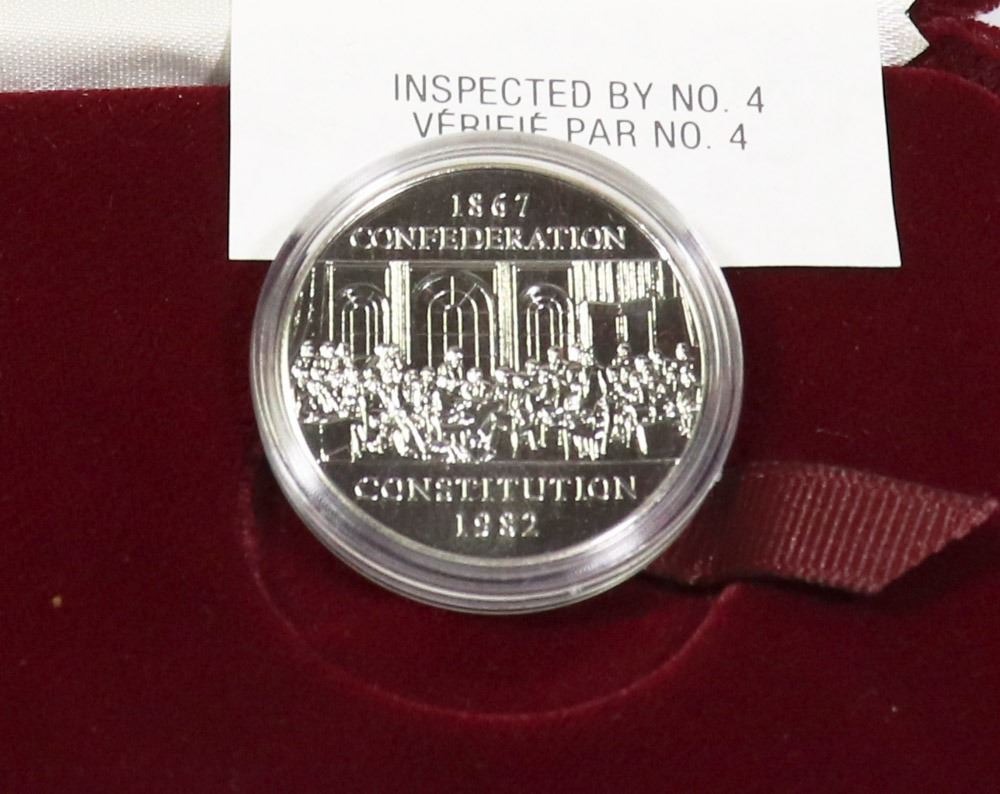 INSPECTED BY NO. 4
VÉRIFIÉ PAR NO. 4
1867
CONFEDERATION
CONSTITUTION
1982